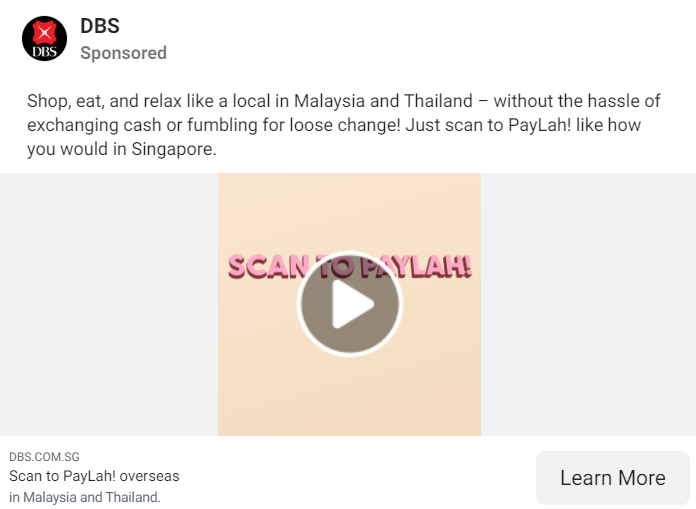 DBS
DBS
Sponsored
Shop, eat, and relax like a local in Malaysia and Thailand – without the hassle of
exchanging cash or fumbling for loose change! Just scan to PayLah! like how
you would in Singapore.
SCAN TO PAYLAH!
DBS.COM.SG
Scan to PayLah! overseas
in Malaysia and Thailand.
Learn More